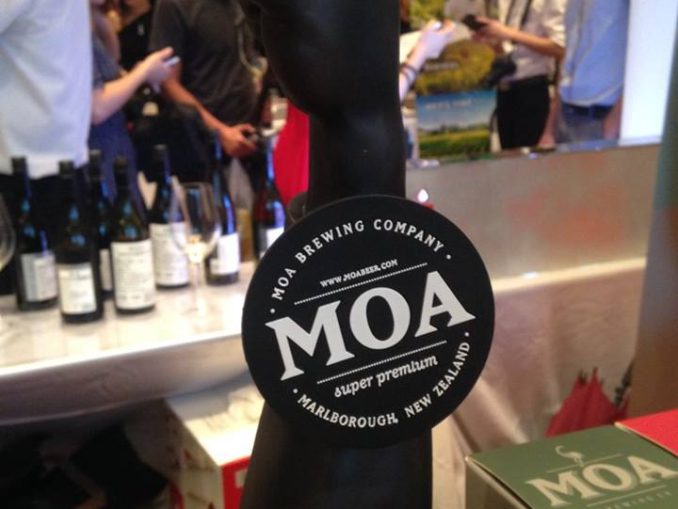 • MOA BREWING COMPANY •
WWW.MOABEER.COM
MOA
super premium
MARLBOROUGH, NEW ZEALAND
MOA